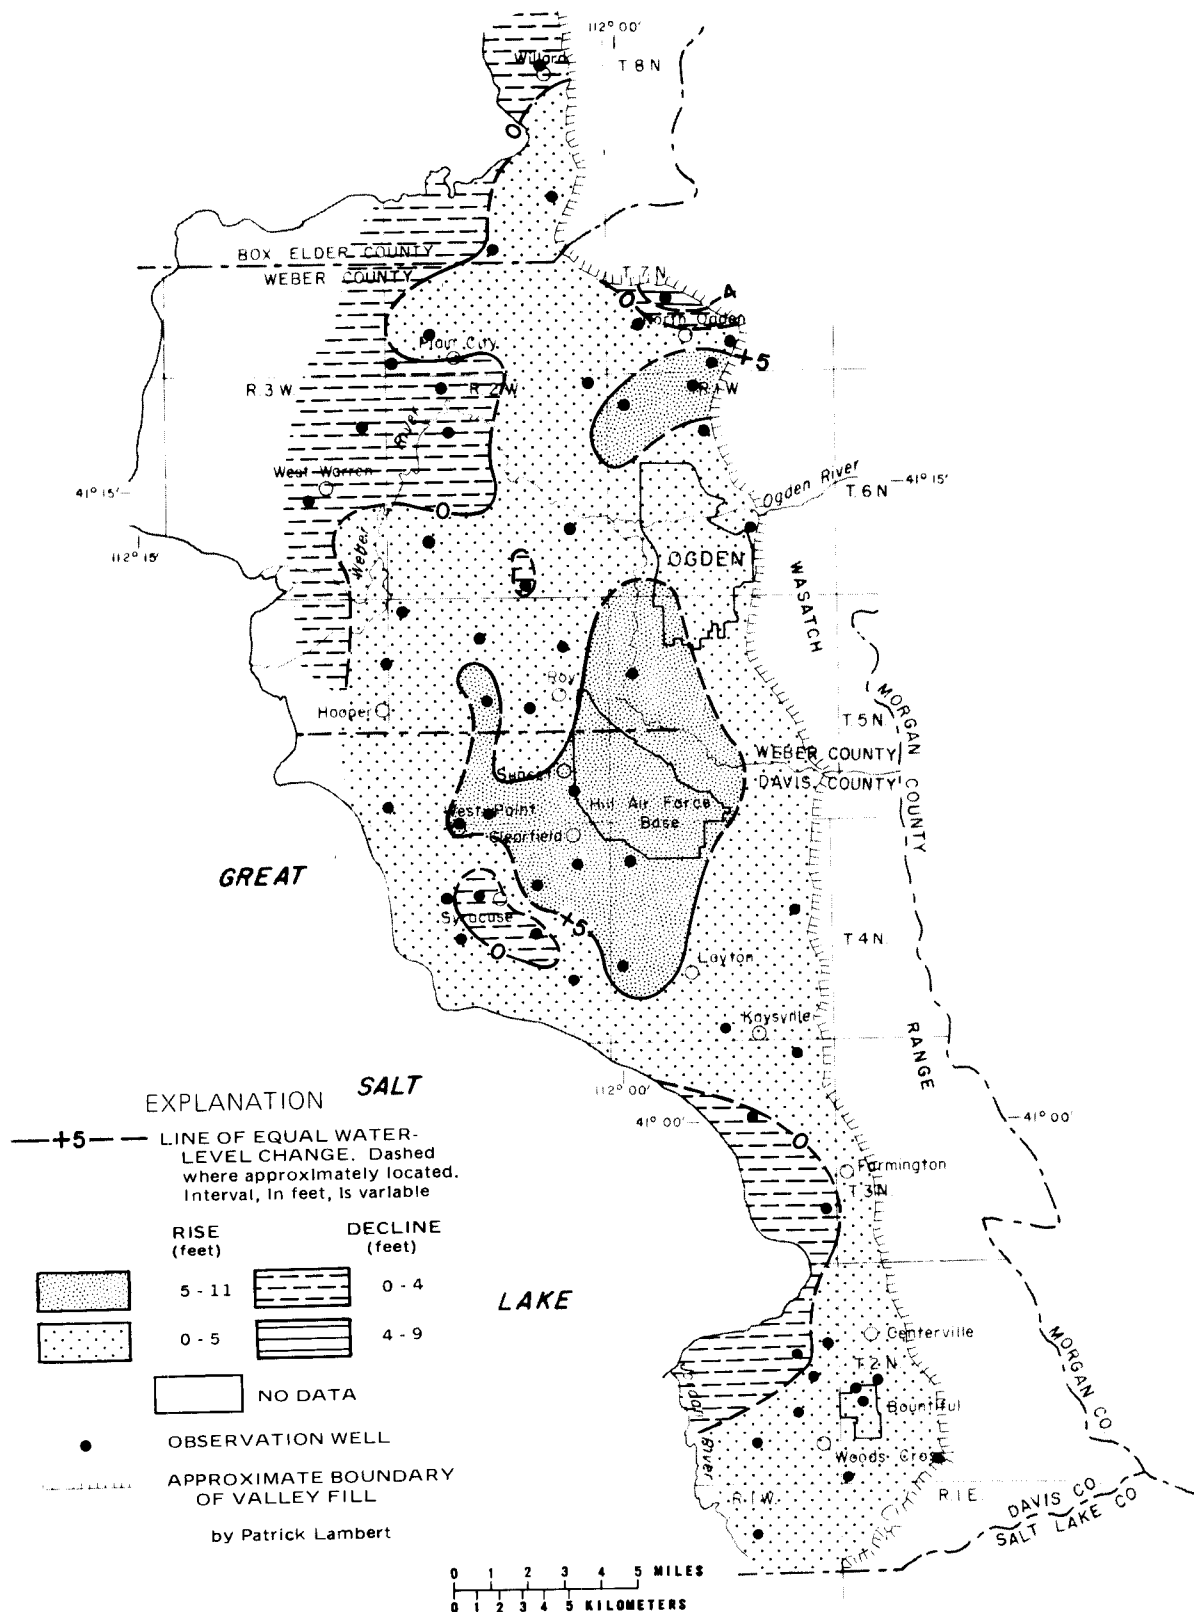 112° 00'
Willard
T 8 N
0
BOX ELDER COUNTY
WEBER COUNTY
T 7 N
0
4
North Ogden
Plain City
+5
R. 3 W.
R. 2 W
R. 1 W
River
West Warren
41° 15'
Ogden River
T. 6 N
41° 15'
0
112° 15'
Weber
OGDEN
WASATCH
Roy
Hooper
MORGAN COUNTY
T. 5 N
WEBER COUNTY
DAVIS COUNTY
Sunset
West Point
Hill Air Force
Base
Clearfield
GREAT
Syracuse
+5
0
T 4 N
Layton
Kaysville
RANGE
112° 00'
SALT
EXPLANATION
41° 00'
41° 00'
0
+5
LINE OF EQUAL WATER-
LEVEL CHANGE. Dashed
where approximately located.
Interval, in feet, is variable
Farmington
T 3 N.
RISE
(feet)
DECLINE
(feet)
5 - 11
0 - 4
LAKE
0 - 5
4 - 9
Centerville
T 2 N.
MORGAN CO
NO DATA
Jordan River
Bountiful
OBSERVATION WELL
Woods Cross
APPROXIMATE BOUNDARY
OF VALLEY FILL
R. 1 W.
R. 1 E.
DAVIS CO
SALT LAKE CO
by Patrick Lambert
0 1 2 3 4 5 MILES
0 1 2 3 4 5 KILOMETERS